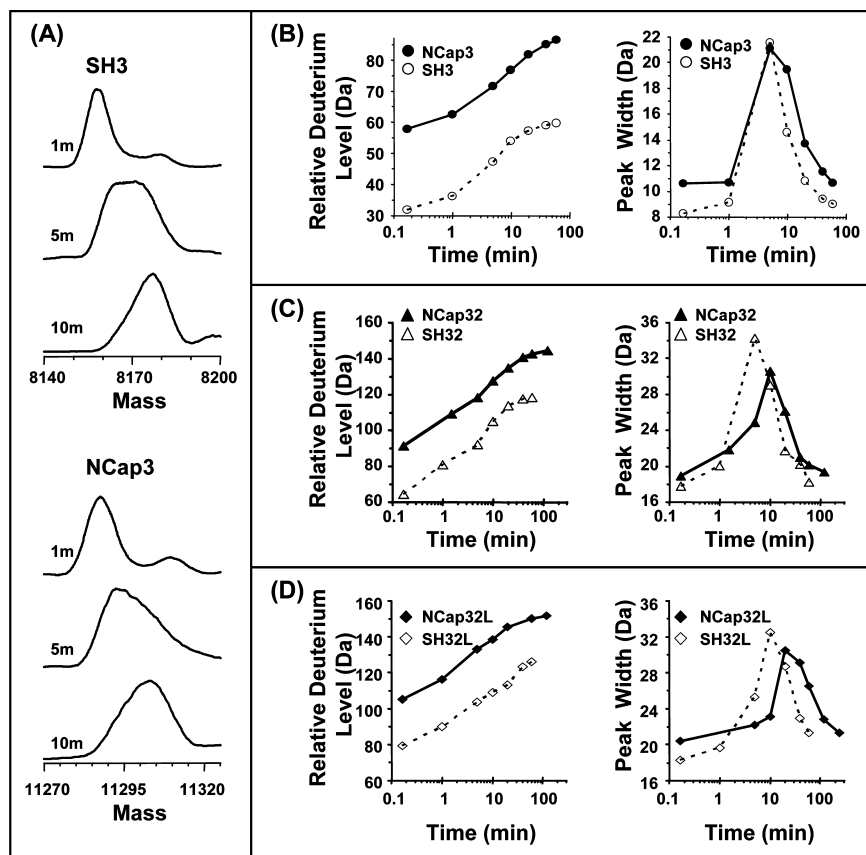 (A)
SH3
1m
5m
10m
8140 8170 8200
Mass
NCap3
1m
5m
10m
11270 11295 11320
Mass
(B)
Relative Deuterium
Level (Da)
80
70
60
50
40
30
NCap3
SH3
0.1 1 10 100
Time (min)
Peak Width (Da)
22
20
18
16
14
12
10
8
NCap3
SH3
0.1 1 10 100
Time (min)
(C)
Relative Deuterium
Level (Da)
160
140
120
100
80
60
NCap32
SH32
0.1 1 10 100
Time (min)
Peak Width (Da)
36
32
28
24
20
16
NCap32
SH32
0.1 1 10 100
Time (min)
(D)
Relative Deuterium
Level (Da)
160
140
120
100
80
60
NCap32L
SH32L
0.1 1 10 100
Time (min)
Peak Width (Da)
36
32
28
24
20
16
NCap32L
SH32L
0.1 1 10 100
Time (min)